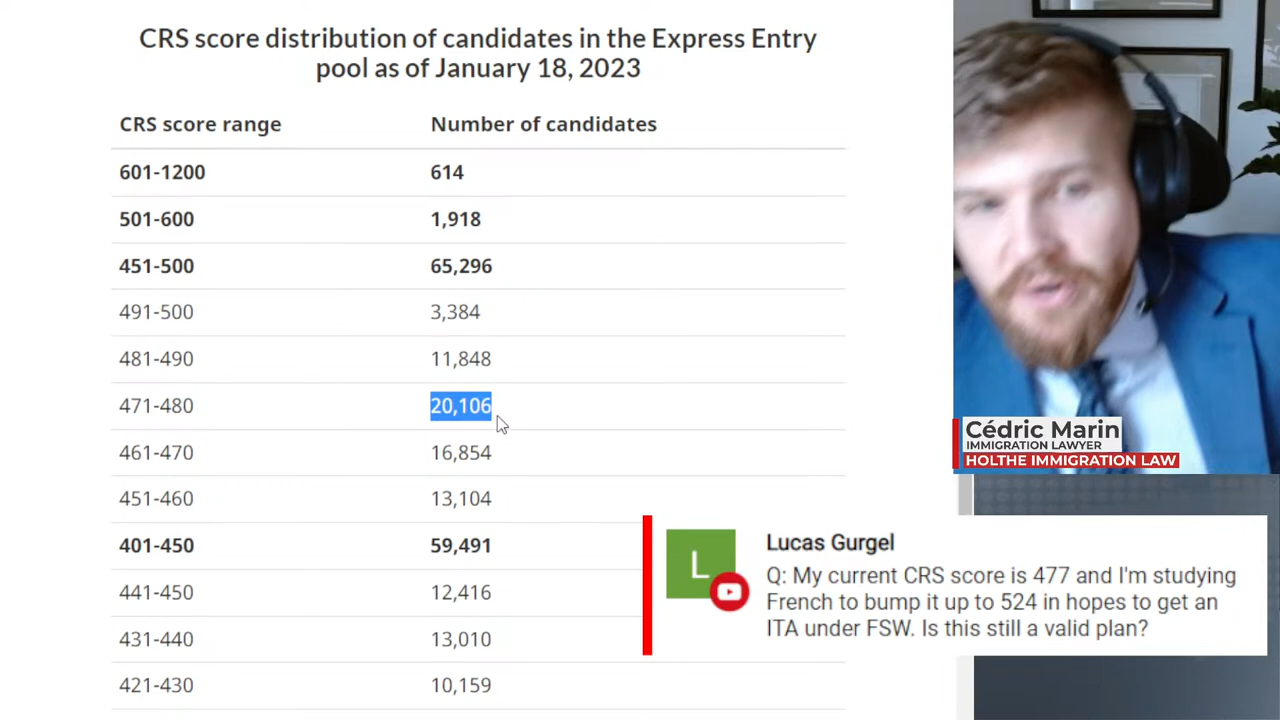 CRS score distribution of candidates in the Express Entry
pool as of January 18, 2023
CRS score range Number of candidates
601-1200 614
501-600 1,918
451-500 65,296
491-500 3,384
481-490 11,848
471-480 20,106
461-470 16,854
451-460 13,104
401-450 59,491
441-450 12,416
431-440 13,010
421-430 10,159
Cédric Marin
IMMIGRATION LAWYER
HOLTHE IMMIGRATION LAW
L
Lucas Gurgel
Q: My current CRS score is 477 and I'm studying
French to bump it up to 524 in hopes to get an
ITA under FSW. Is this still a valid plan?